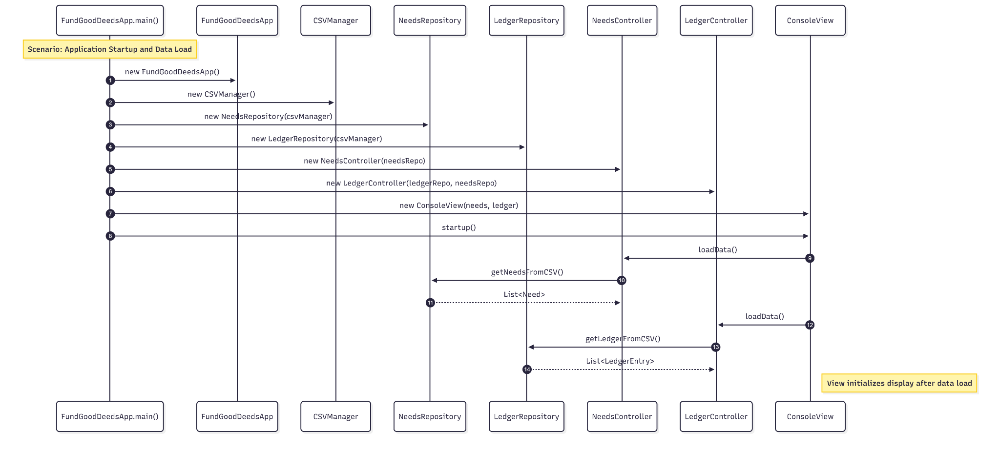 FundGoodDeedsApp.main()
FundGoodDeedsApp
CSVManager
NeedsRepository
LedgerRepository
NeedsController
LedgerController
ConsoleView
Scenario: Application Startup and Data Load
new FundGoodDeedsApp()
1
new CSVManager()
2
new NeedsRepository(csvManager)
3
new LedgerRepository(csvManager)
4
new NeedsController(needsRepo)
5
new LedgerController(ledgerRepo, needsRepo)
6
new ConsoleView(needs, ledger)
7
startup()
8
loadData()
9
getNeedsFromCSV()
10
List<Need>
11
loadData()
12
getLedgerFromCSV()
13
List<LedgerEntry>
14
View initializes display after data load
FundGoodDeedsApp.main()
FundGoodDeedsApp
CSVManager
NeedsRepository
LedgerRepository
NeedsController
LedgerController
ConsoleView